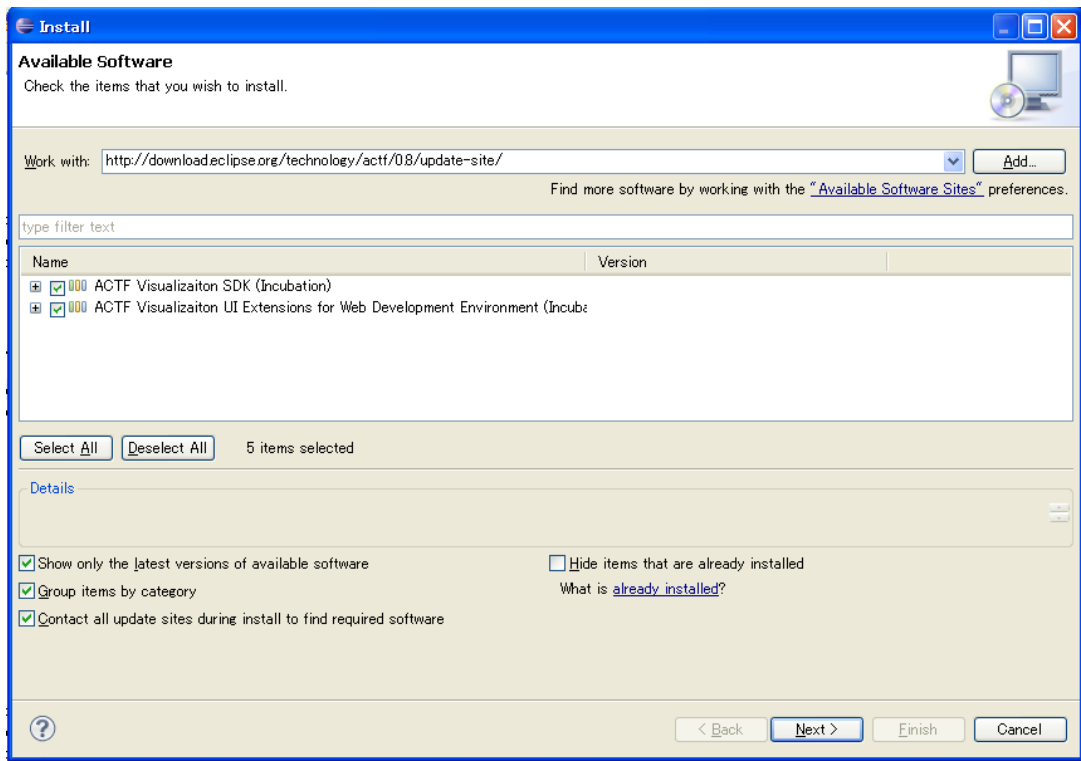 Install
Available Software
Check the items that you wish to install.
Work with: http://download.eclipse.org/technology/actf/0.8/update-site/ Add...
Find more software by working with the "Available Software Sites" preferences.
type filter text
Name Version
ACTF Visualizaiton SDK (Incubation)
ACTF Visualizaiton UI Extensions for Web Development Environment (Incuba
Select All Deselect All 5 items selected
Details
Show only the latest versions of available software Hide items that are already installed
Group items by category What is already installed?
Contact all update sites during install to find required software
? < Back Next > Finish Cancel